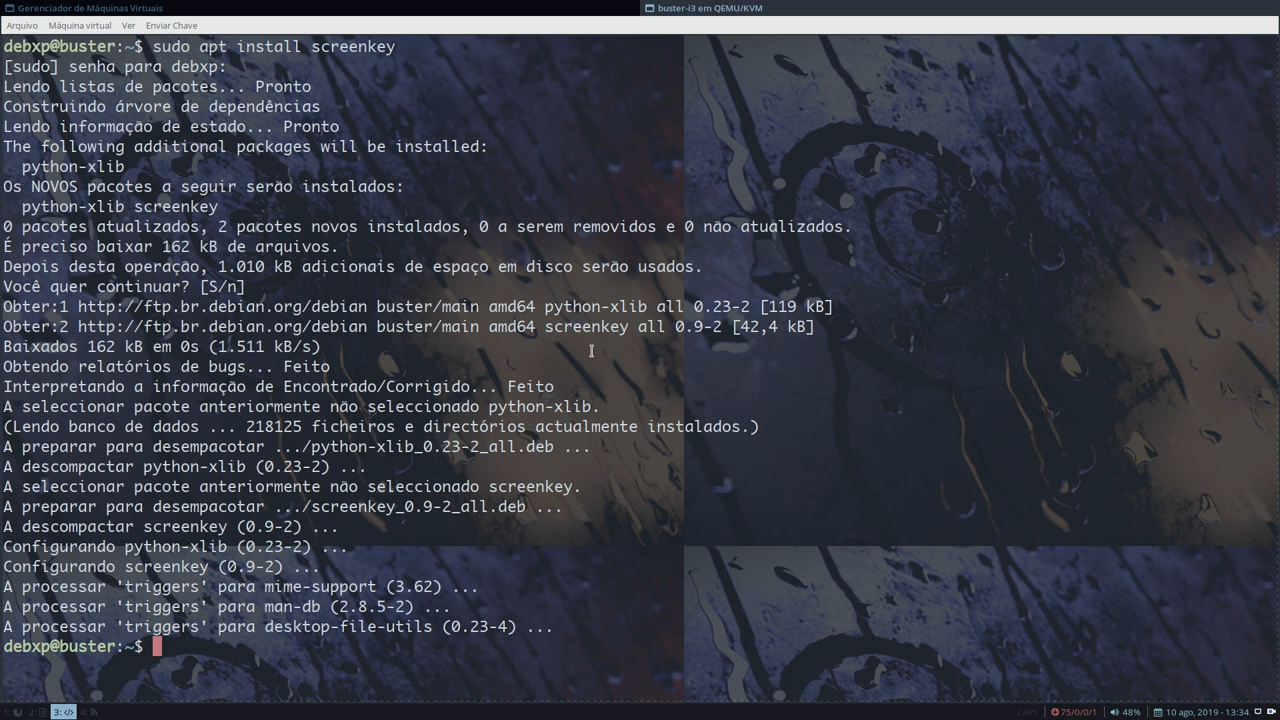 Gerenciador de Máquinas Virtuais
buster-i3 em QEMU/KVM
Arquivo Máquina virtual Ver Enviar Chave
debxp@buster:~$ sudo apt install screenkey
[sudo] senha para debxp:
Lendo listas de pacotes... Pronto
Construindo árvore de dependências
Lendo informação de estado... Pronto
The following additional packages will be installed:
  python-xlib
Os NOVOS pacotes a seguir serão instalados:
  python-xlib screenkey
0 pacotes atualizados, 2 pacotes novos instalados, 0 a serem removidos e 0 não atualizados.
É preciso baixar 162 kB de arquivos.
Depois desta operação, 1.010 kB adicionais de espaço em disco serão usados.
Você quer continuar? [S/n]
Obter:1 http://ftp.br.debian.org/debian buster/main amd64 python-xlib all 0.23-2 [119 kB]
Obter:2 http://ftp.br.debian.org/debian buster/main amd64 screenkey all 0.9-2 [42,4 kB]
Baixados 162 kB em 0s (1.511 kB/s)
Obtendo relatórios de bugs... Feito
Interpretando a informação de Encontrado/Corrigido... Feito
A seleccionar pacote anteriormente não seleccionado python-xlib.
(Lendo banco de dados ... 218125 ficheiros e directórios actualmente instalados.)
A preparar para desempacotar .../python-xlib_0.23-2_all.deb ...
A descompactar python-xlib (0.23-2) ...
A seleccionar pacote anteriormente não seleccionado screenkey.
A preparar para desempacotar .../screenkey_0.9-2_all.deb ...
A descompactar screenkey (0.9-2) ...
Configurando python-xlib (0.23-2) ...
Configurando screenkey (0.9-2) ...
A processar 'triggers' para mime-support (3.62) ...
A processar 'triggers' para man-db (2.8.5-2) ...
A processar 'triggers' para desktop-file-utils (0.23-4) ...
debxp@buster:~$
1: 2: 3: </> 4: CAPS 75/0/0/1 48% 10 ago, 2019 - 13:34